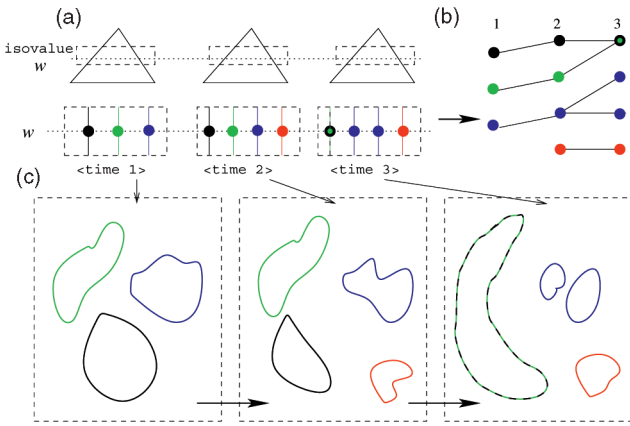 (a)
(b)
isovalue
w
1 2 3
w
<time 1> <time 2> <time 3>
(c)